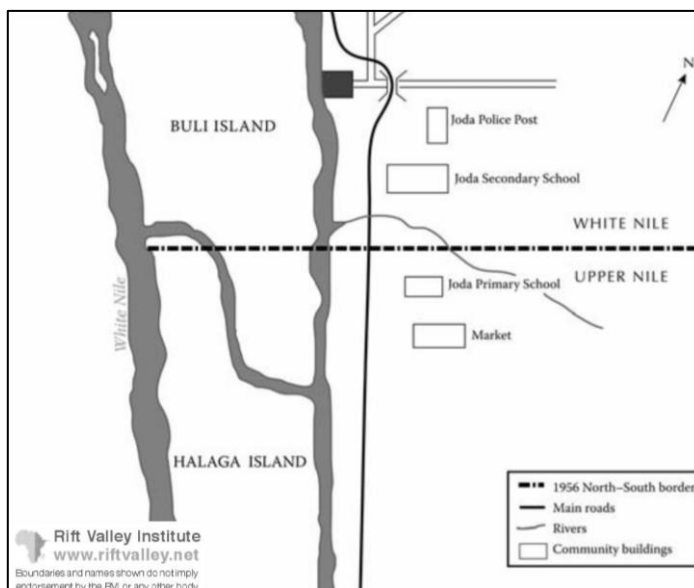 N
Joda Police Post
BULI ISLAND
Joda Secondary School
WHITE NILE
UPPER NILE
Joda Primary School
White Nile
Market
HALAGA ISLAND
1956 North–South border
Main roads
Rivers
Community buildings
Rift Valley Institute
www.riftvalley.net
Boundaries and names shown do not imply
endorsement by the RVI or any other body